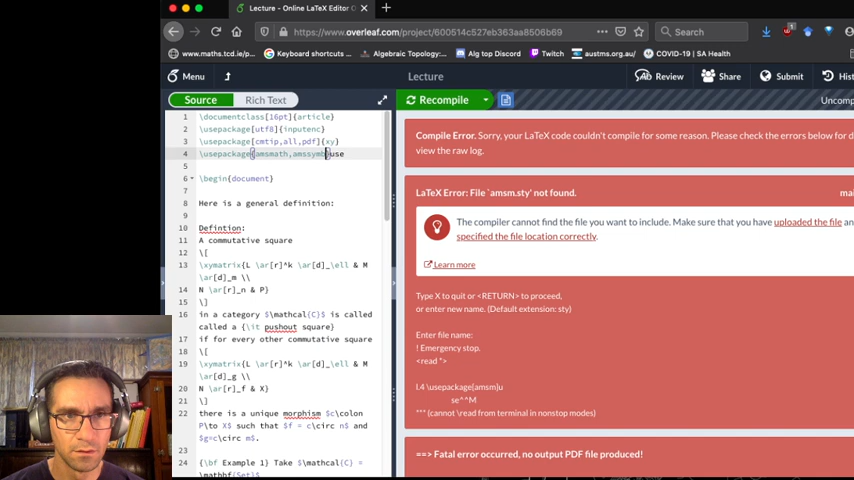 Lecture - Online LaTeX Editor O
https://www.overleaf.com/project/600514c527eb363aa8506b69
Search
www.maths.tcd.ie/pub
Keyboard shortcuts ...
Algebraic Topology:...
Alg top Discord
Twitch
austms.org.au/
COVID-19 | SA Health
Menu
Lecture
Review
Share
Submit
Hist
Source
Rich Text
Recompile
Uncomp
1 \documentclass[16pt]{article}
2 \usepackage[utf8]{inputenc}
3 \usepackage[cmtip,all,pdf]{xy}
4 \usepackage{amsmath,amssymb}use
5
6 \begin{document}
7
8 Here is a general definition:
9
10 Defintion:
11 A commutative square
12 \[
13 \xymatrix{L \ar[r]^k \ar[d]_\ell & M
\ar[d]_m \\
14 N \ar[r]_n & P}
15 \]
16 in a category $\mathcal{C}$ is called
called a {\it pushout square}
17 if for every other commutative square
18 \[
19 \xymatrix{L \ar[r]^k \ar[d]_\ell & M
\ar[d]_g \\
20 N \ar[r]_f & X}
21 \]
22 there is a unique morphism $c\colon
P\to X$ such that $f = c\circ n$ and
$g=c\circ m$.
23
24 {\bf Example 1} Take $\mathcal{C} =
\mathbf{Set}$
Compile Error. Sorry, your LaTeX code couldn't compile for some reason. Please check the errors below for d
view the raw log.
LaTeX Error: File `amsm.sty' not found.
mai
The compiler cannot find the file you want to include. Make sure that you have uploaded the file an
specified the file location correctly.
Learn more
Type X to quit or <RETURN> to proceed,
or enter new name. (Default extension: sty)
Enter file name:
! Emergency stop.
<read *>
l.4 \usepackage{amsm}u
se^^M
*** (cannot \read from terminal in nonstop modes)
==> Fatal error occurred, no output PDF file produced!